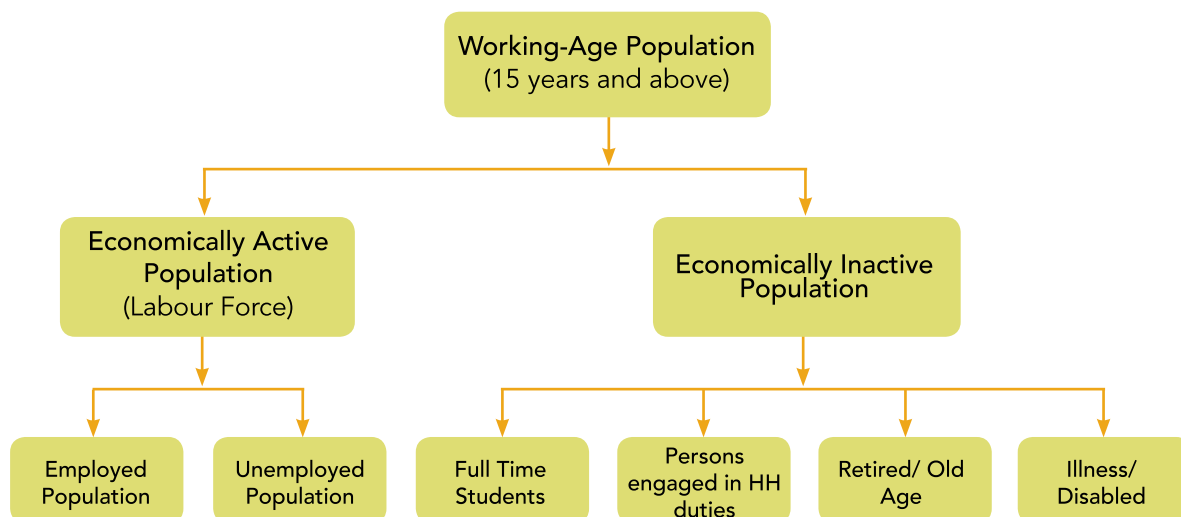 Working-Age Population
(15 years and above)
Economically Active
Population
(Labour Force)
Economically Inactive
Population
Employed
Population
Unemployed
Population
Full Time
Students
Persons
engaged in HH
duties
Retired/ Old
Age
Illness/
Disabled